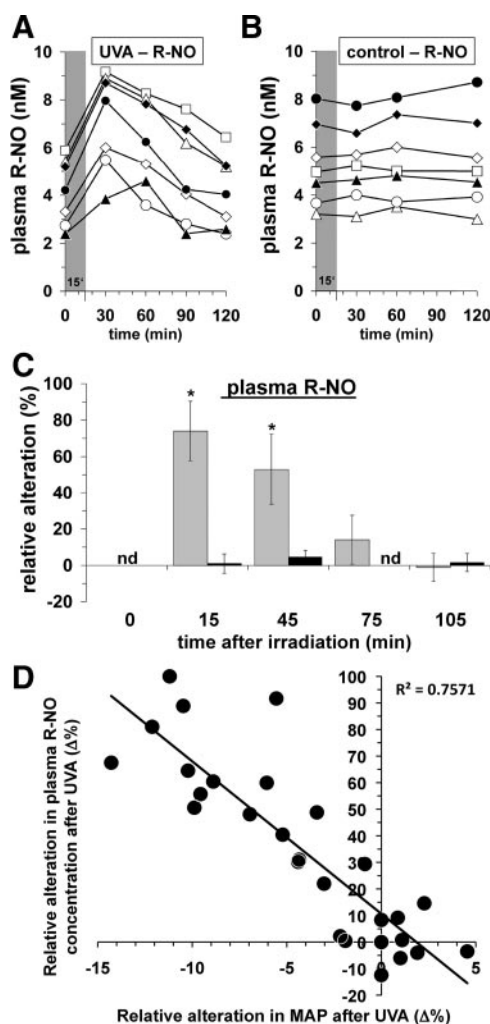 A
UVA – R-NO
plasma R-NO (nM)
10
8
6
4
2
0
15‘
0 30 60 90 120
time (min)
B
control – R-NO
plasma R-NO (nM)
10
8
6
4
2
0
15‘
0 30 60 90 120
time (min)
C
plasma R-NO
relative alteration (%)
100
80
60
40
20
0
-20
nd
*
*
nd
0 15 45 75 105
time after irradiation (min)
D
R² = 0.7571
Relative alteration in plasma R-NO
concentration after UVA (Δ%)
100
90
80
70
60
50
40
30
20
10
0
-10
-20
-15 -10 -5 0 5
Relative alteration in MAP after UVA (Δ%)